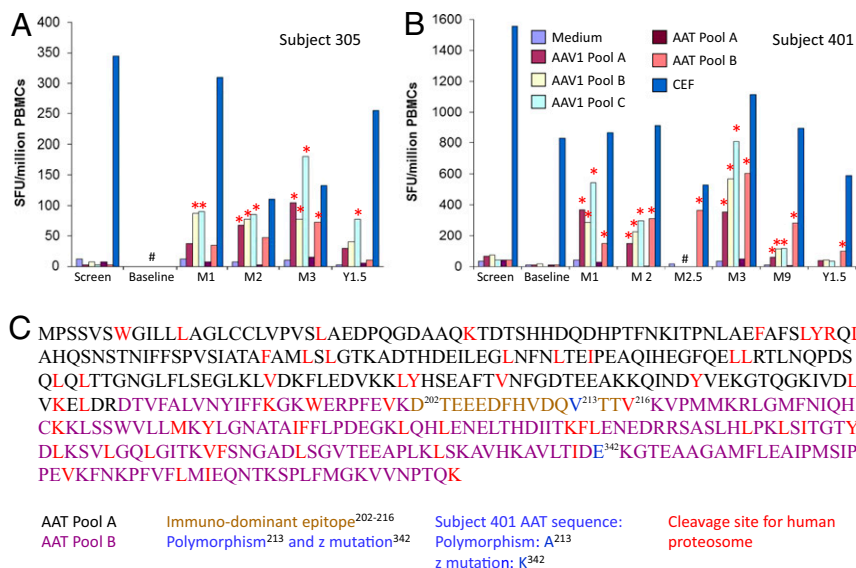 A
Subject 305
SFU/million PBMCs
400
350
300
250
200
150
100
50
0
* * * * * * * * * *
#
Screen Baseline M1 M2 M3 Y1.5
B
Subject 401
SFU/million PBMCs
1600
1400
1200
1000
800
600
400
200
0
Medium
AAV1 Pool A
AAV1 Pool B
AAV1 Pool C
AAT Pool A
AAT Pool B
CEF
* * * * * * * * * * * * * * * * * *
#
Screen Baseline M1 M 2 M2.5 M3 M9 Y1.5
C
MPSSVSWGILLLAGLCCLVPVSLAEDPQGDAAQKTDTSHHDQDHPTFNKITPNLAEFAFSLYRQL
AHQSNSTNIFFSPVSIATAFAMLSLGTKADTHDEILEGLNFNLTEIPEAQIHEGFQELLRTLNQPDS
QLQLTTGNGLFLSEGLKLVDKFLEDVKKLYHSEAFTVNFGDTEEAKKQINDYVEKGTQGKIVDL
VKELDRDTVFALVNYIFFKGKWERPFEVKD²⁰²TEEEDFHVDQV²¹³TTV²¹⁶KVPMMKRLGMFNIQH
CKKLSSWVLLMKYLGNATAIFFLPDEGKLQHLENELTHDIITKFLENEDRRSASLHLPKLSITGTY
DLKSVLGQLGITKVFSNGADLSGVTEEAPLKLSKAVHKAVLTIDE³⁴²KGTEAAGAMFLEAIPMSIP
PEVKFNKPFVFLMIEQNTKSPLFMGKVVNPTQK
AAT Pool A
AAT Pool B
Immuno-dominant epitope²⁰²⁻²¹⁶
Polymorphism²¹³ and z mutation³⁴²
Subject 401 AAT sequence:
Polymorphism: A²¹³
z mutation: K³⁴²
Cleavage site for human
proteosome